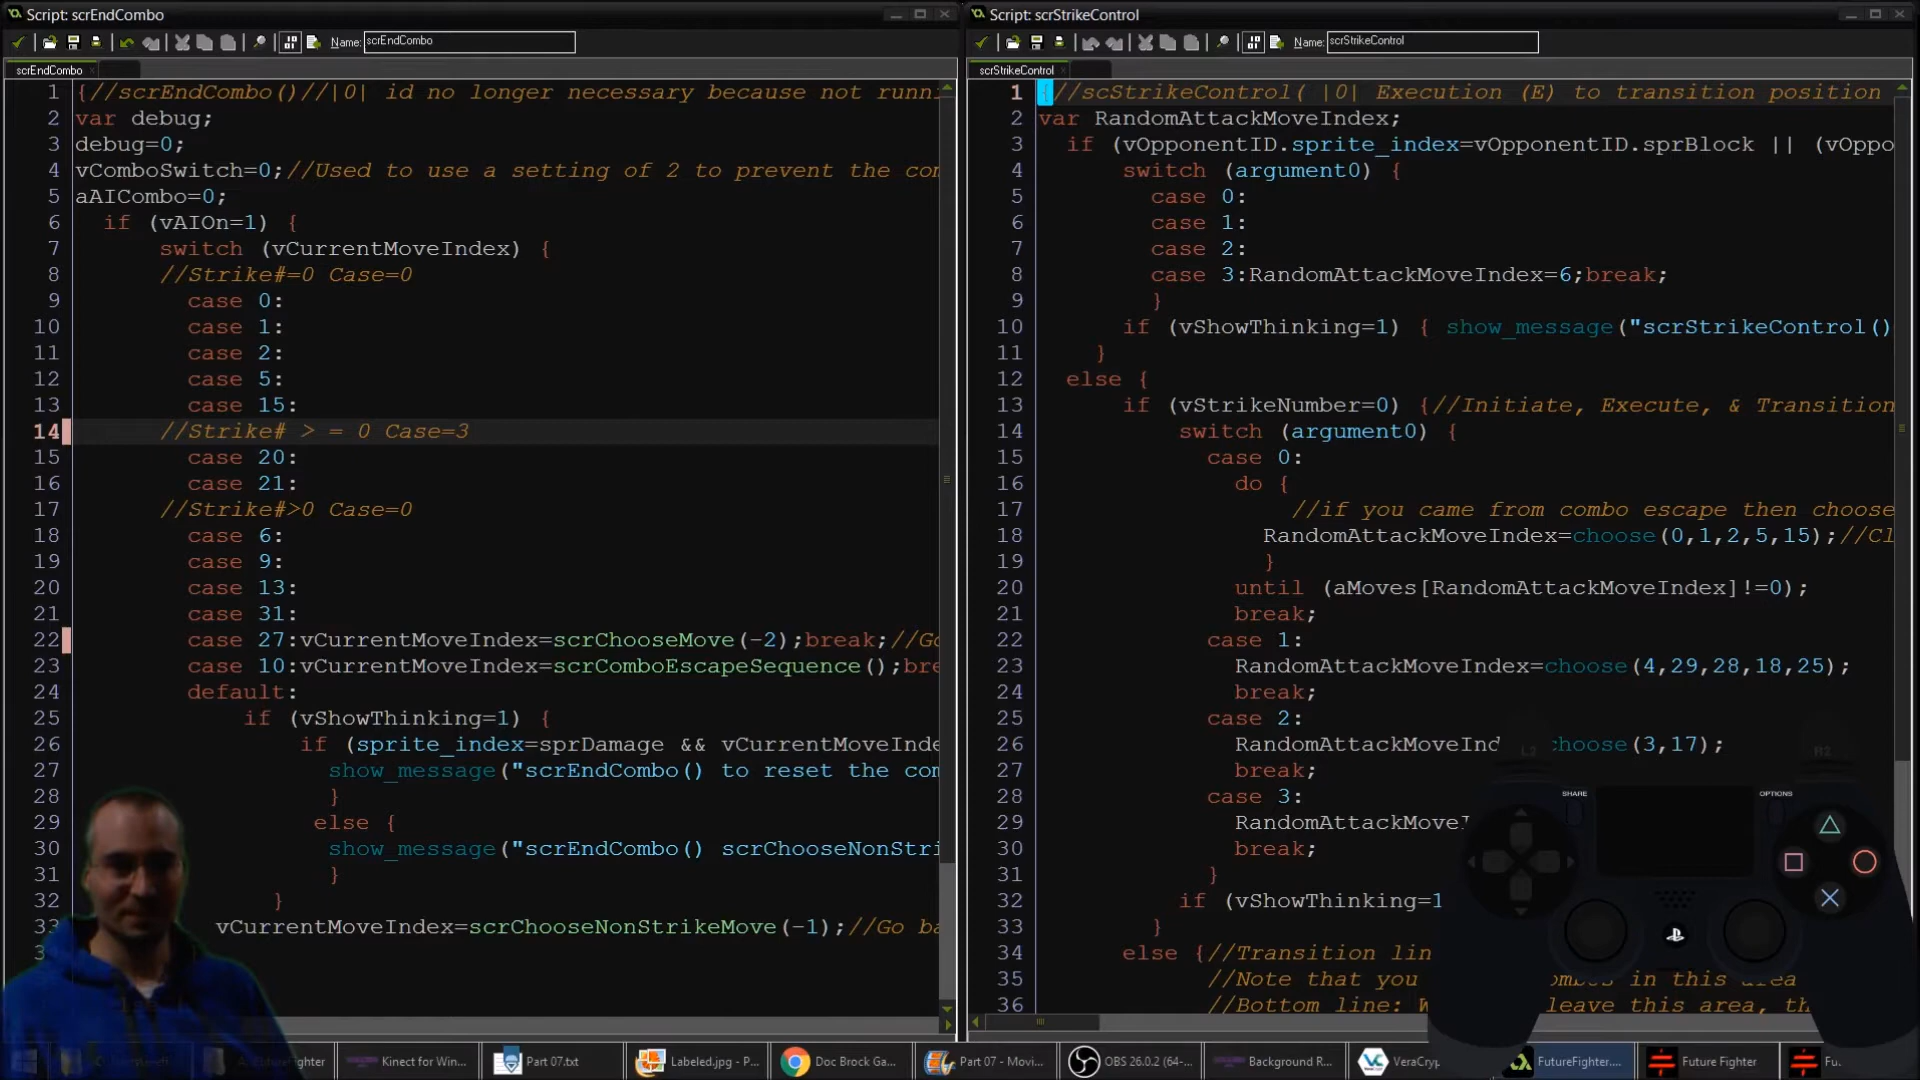 Script: scrEndCombo
Name: scrEndCombo
scrEndCombo
1 {//scrEndCombo()//|0| id no longer necessary because not runni
2 var debug;
3 debug=0;
4 vComboSwitch=0;//Used to use a setting of 2 to prevent the com
5 aAICombo=0;
6 if (vAIOn=1) {
7 switch (vCurrentMoveIndex) {
8 //Strike#=0 Case=0
9 case 0:
10 case 1:
11 case 2:
12 case 5:
13 case 15:
14 //Strike# > = 0 Case=3
15 case 20:
16 case 21:
17 //Strike#>0 Case=0
18 case 6:
19 case 9:
20 case 13:
21 case 31:
22 case 27:vCurrentMoveIndex=scrChooseMove(-2);break;//Go
23 case 10:vCurrentMoveIndex=scrComboEscapeSequence();bre
24 default:
25 if (vShowThinking=1) {
26 if (sprite_index=sprDamage && vCurrentMoveInde
27 show_message("scrEndCombo() to reset the com
28 }
29 else {
30 show_message("scrEndCombo() scrChooseNonStri
31 }
32 }
33 vCurrentMoveIndex=scrChooseNonStrikeMove(-1);//Go ba
Script: scrStrikeControl
Name: scrStrikeControl
scrStrikeControl
1 {//scStrikeControl( |0| Execution (E) to transition position
2 var RandomAttackMoveIndex;
3 if (vOpponentID.sprite_index=vOpponentID.sprBlock || (vOppo
4 switch (argument0) {
5 case 0:
6 case 1:
7 case 2:
8 case 3:RandomAttackMoveIndex=6;break;
9 }
10 if (vShowThinking=1) { show_message("scrStrikeControl()
11 }
12 else {
13 if (vStrikeNumber=0) {//Initiate, Execute, & Transition
14 switch (argument0) {
15 case 0:
16 do {
17 //if you came from combo escape then choose
18 RandomAttackMoveIndex=choose(0,1,2,5,15);//Cl
19 }
20 until (aMoves[RandomAttackMoveIndex]!=0);
21 break;
22 case 1:
23 RandomAttackMoveIndex=choose(4,29,28,18,25);
24 break;
25 case 2:
26 RandomAttackMoveInd choose(3,17);
27 break;
28 case 3:
29 RandomAttackMoveI
30 break;
31 }
32 if (vShowThinking=1
33 }
34 else {//Transition lin
35 //Note that you ombos in this area
36 //Bottom line: W leave this area, th
L2 R2
SHARE OPTIONS
Kinect for Win... Part 07.txt Labeled.jpg - P... Doc Brock Ga... Part 07 - Movi... OBS 26.0.2 (64-... Background R... VeraCryp FutureFighter.... Future Fighter Fu